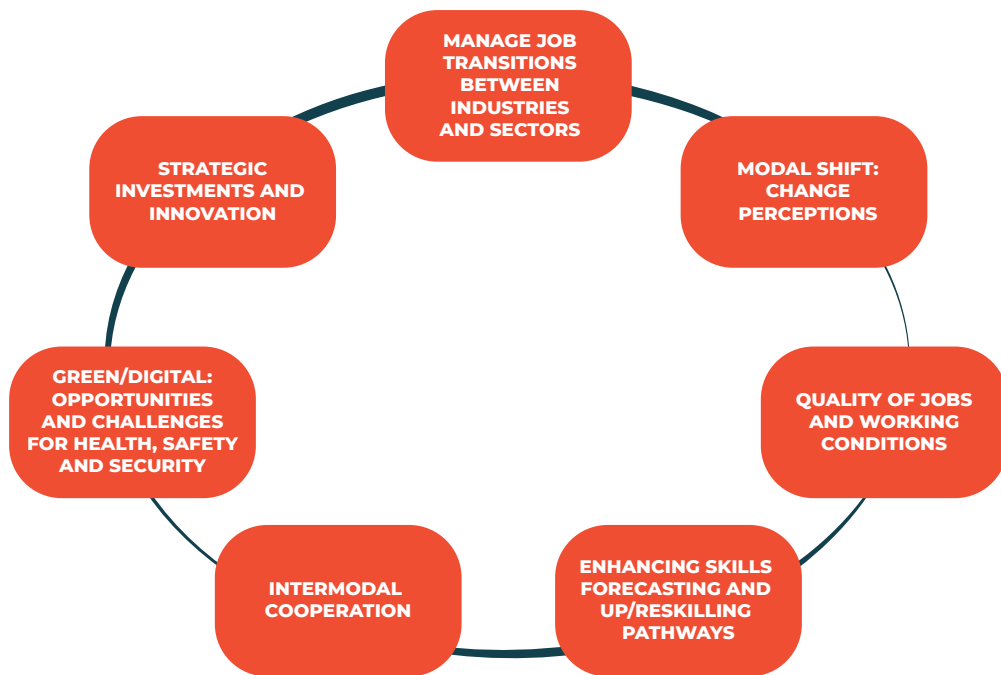 MANAGE JOB
TRANSITIONS
BETWEEN
INDUSTRIES
AND SECTORS
STRATEGIC
INVESTMENTS AND
INNOVATION
MODAL SHIFT:
CHANGE
PERCEPTIONS
GREEN/DIGITAL:
OPPORTUNITIES
AND CHALLENGES
FOR HEALTH, SAFETY
AND SECURITY
QUALITY OF JOBS
AND WORKING
CONDITIONS
INTERMODAL
COOPERATION
ENHANCING SKILLS
FORECASTING AND
UP/RESKILLING
PATHWAYS